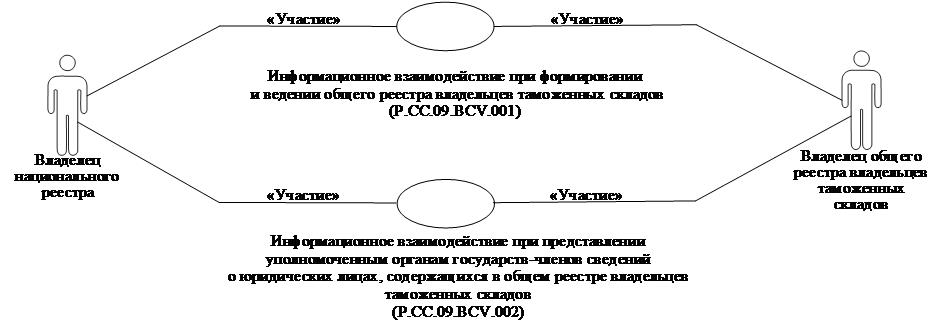 «Участие» «Участие»
Информационное взаимодействие при формировании
и ведении общего реестра владельцев таможенных складов
(P.CC.09.BCV.001)
Владелец
национального
реестра
Владелец общего
реестра владельцев
таможенных
складов
«Участие» «Участие»
Информационное взаимодействие при представлении
уполномоченным органам государств–членов сведений
о юридических лицах, содержащихся в общем реестре владельцев
таможенных складов
(P.CC.09.BCV.002)